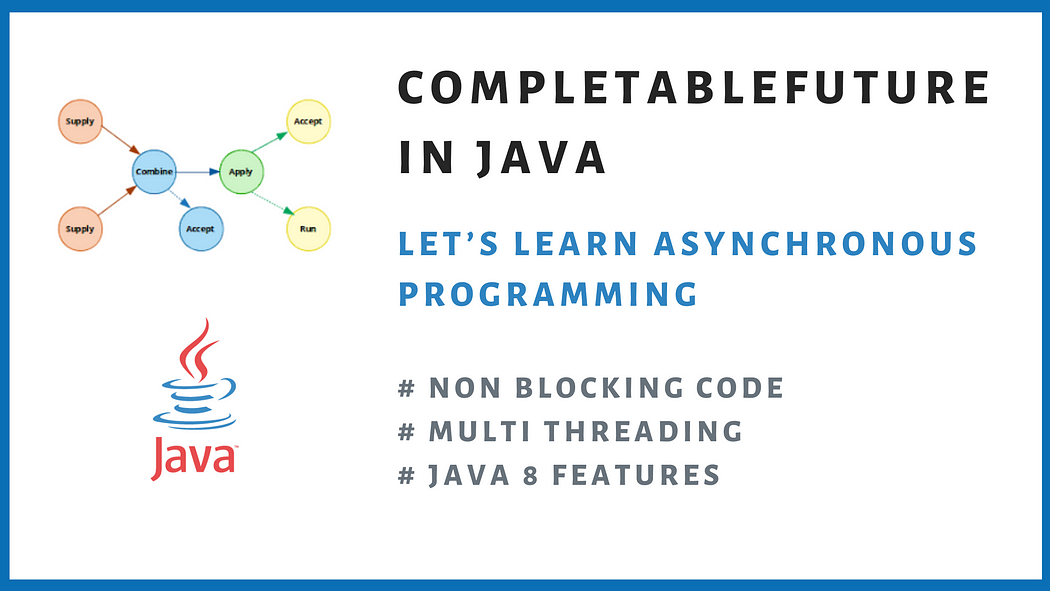 COMPLETABLEFUTURE
IN JAVA
LET’S LEARN ASYNCHRONOUS
PROGRAMMING
# NON BLOCKING CODE
# MULTI THREADING
# JAVA 8 FEATURES
Supply
Accept
Combine
Apply
Supply
Accept
Run
Java™